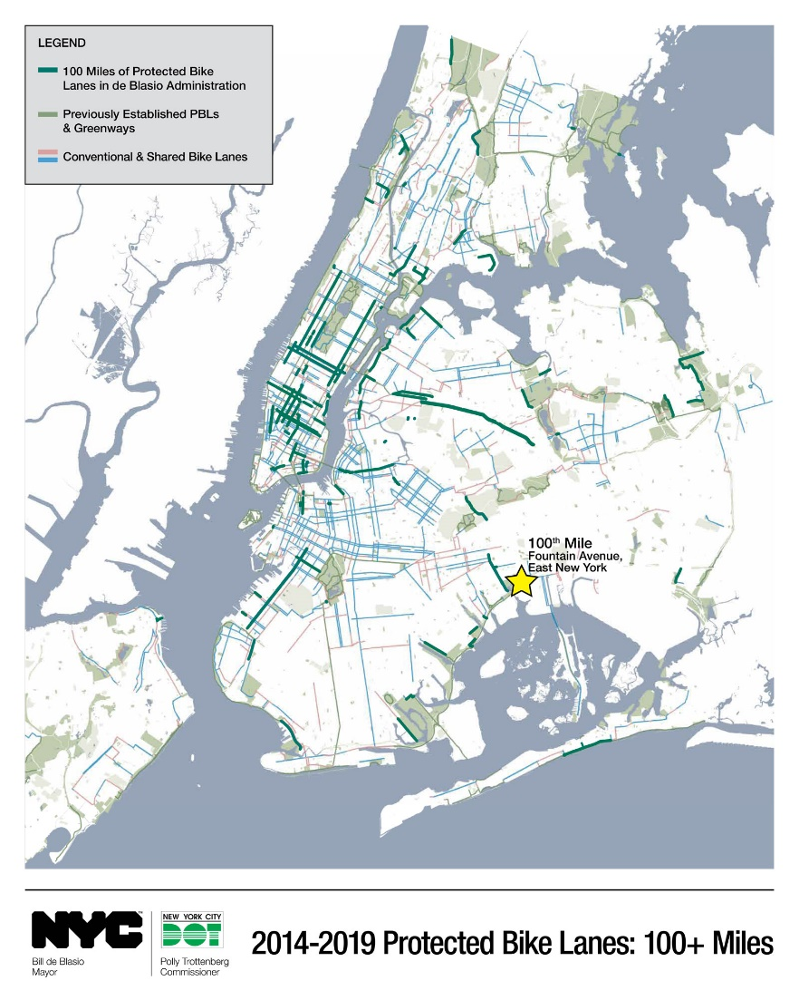 LEGEND
100 Miles of Protected Bike
Lanes in de Blasio Administration
Previously Established PBLs
& Greenways
Conventional & Shared Bike Lanes
100th Mile
Fountain Avenue,
East New York
NYC™
Bill de Blasio
Mayor
NEW YORK CITY
DOT
Polly Trottenberg
Commissioner
2014-2019 Protected Bike Lanes: 100+ Miles